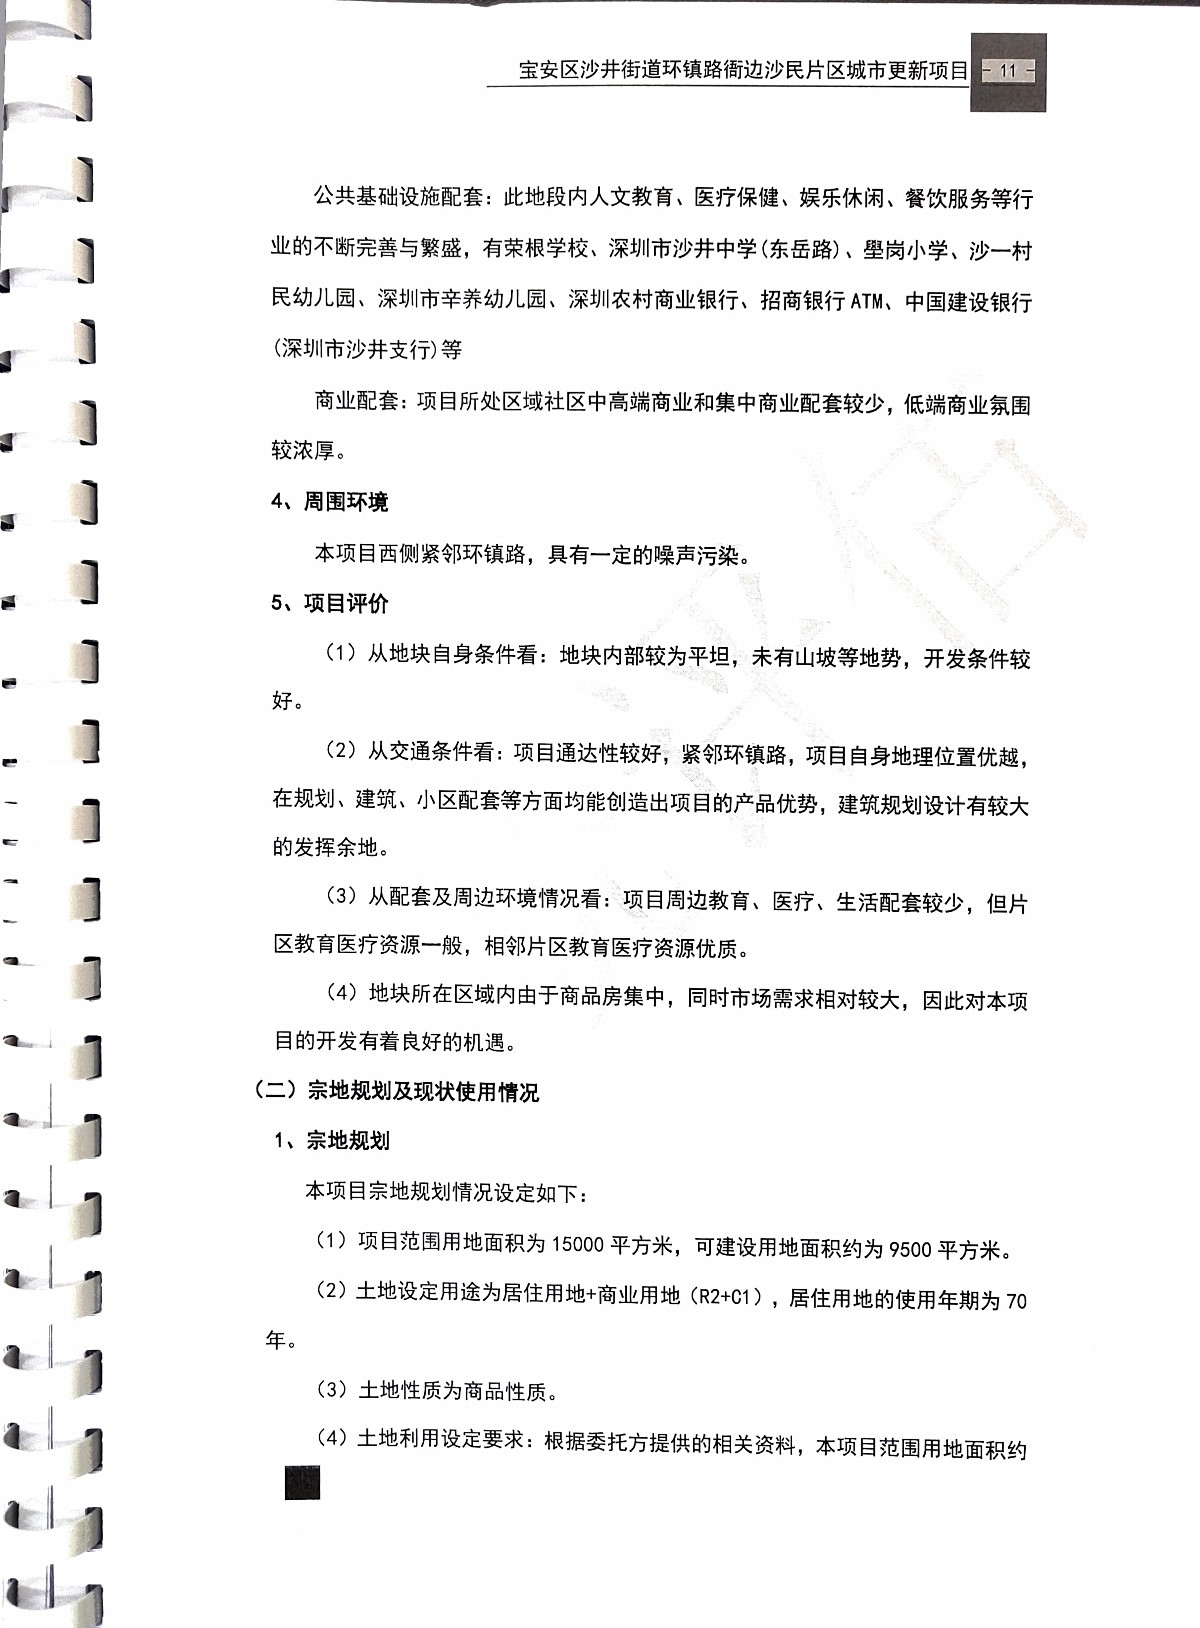 宝安区沙井街道环镇路衙边沙民片区城市更新项目
- 11 -
公共基础设施配套：此地段内人文教育、医疗保健、娱乐休闲、餐饮服务等行
业的不断完善与繁盛，有荣根学校、深圳市沙井中学(东岳路)、壆岗小学、沙一村
民幼儿园、深圳市辛养幼儿园、深圳农村商业银行、招商银行 ATM、中国建设银行
(深圳市沙井支行)等
商业配套：项目所处区域社区中高端商业和集中商业配套较少，低端商业氛围
较浓厚。
4、周围环境
本项目西侧紧邻环镇路，具有一定的噪声污染。
5、项目评价
（1）从地块自身条件看：地块内部较为平坦，未有山坡等地势，开发条件较
好。
（2）从交通条件看：项目通达性较好，紧邻环镇路，项目自身地理位置优越，
在规划、建筑、小区配套等方面均能创造出项目的产品优势，建筑规划设计有较大
的发挥余地。
（3）从配套及周边环境情况看：项目周边教育、医疗、生活配套较少，但片
区教育医疗资源一般，相邻片区教育医疗资源优质。
（4）地块所在区域内由于商品房集中，同时市场需求相对较大，因此对本项
目的开发有着良好的机遇。
（二）宗地规划及现状使用情况
1、宗地规划
本项目宗地规划情况设定如下：
（1）项目范围用地面积为 15000 平方米，可建设用地面积约为 9500 平方米。
（2）土地设定用途为居住用地+商业用地（R2+C1），居住用地的使用年期为 70
年。
（3）土地性质为商品性质。
（4）土地利用设定要求：根据委托方提供的相关资料，本项目范围用地面积约